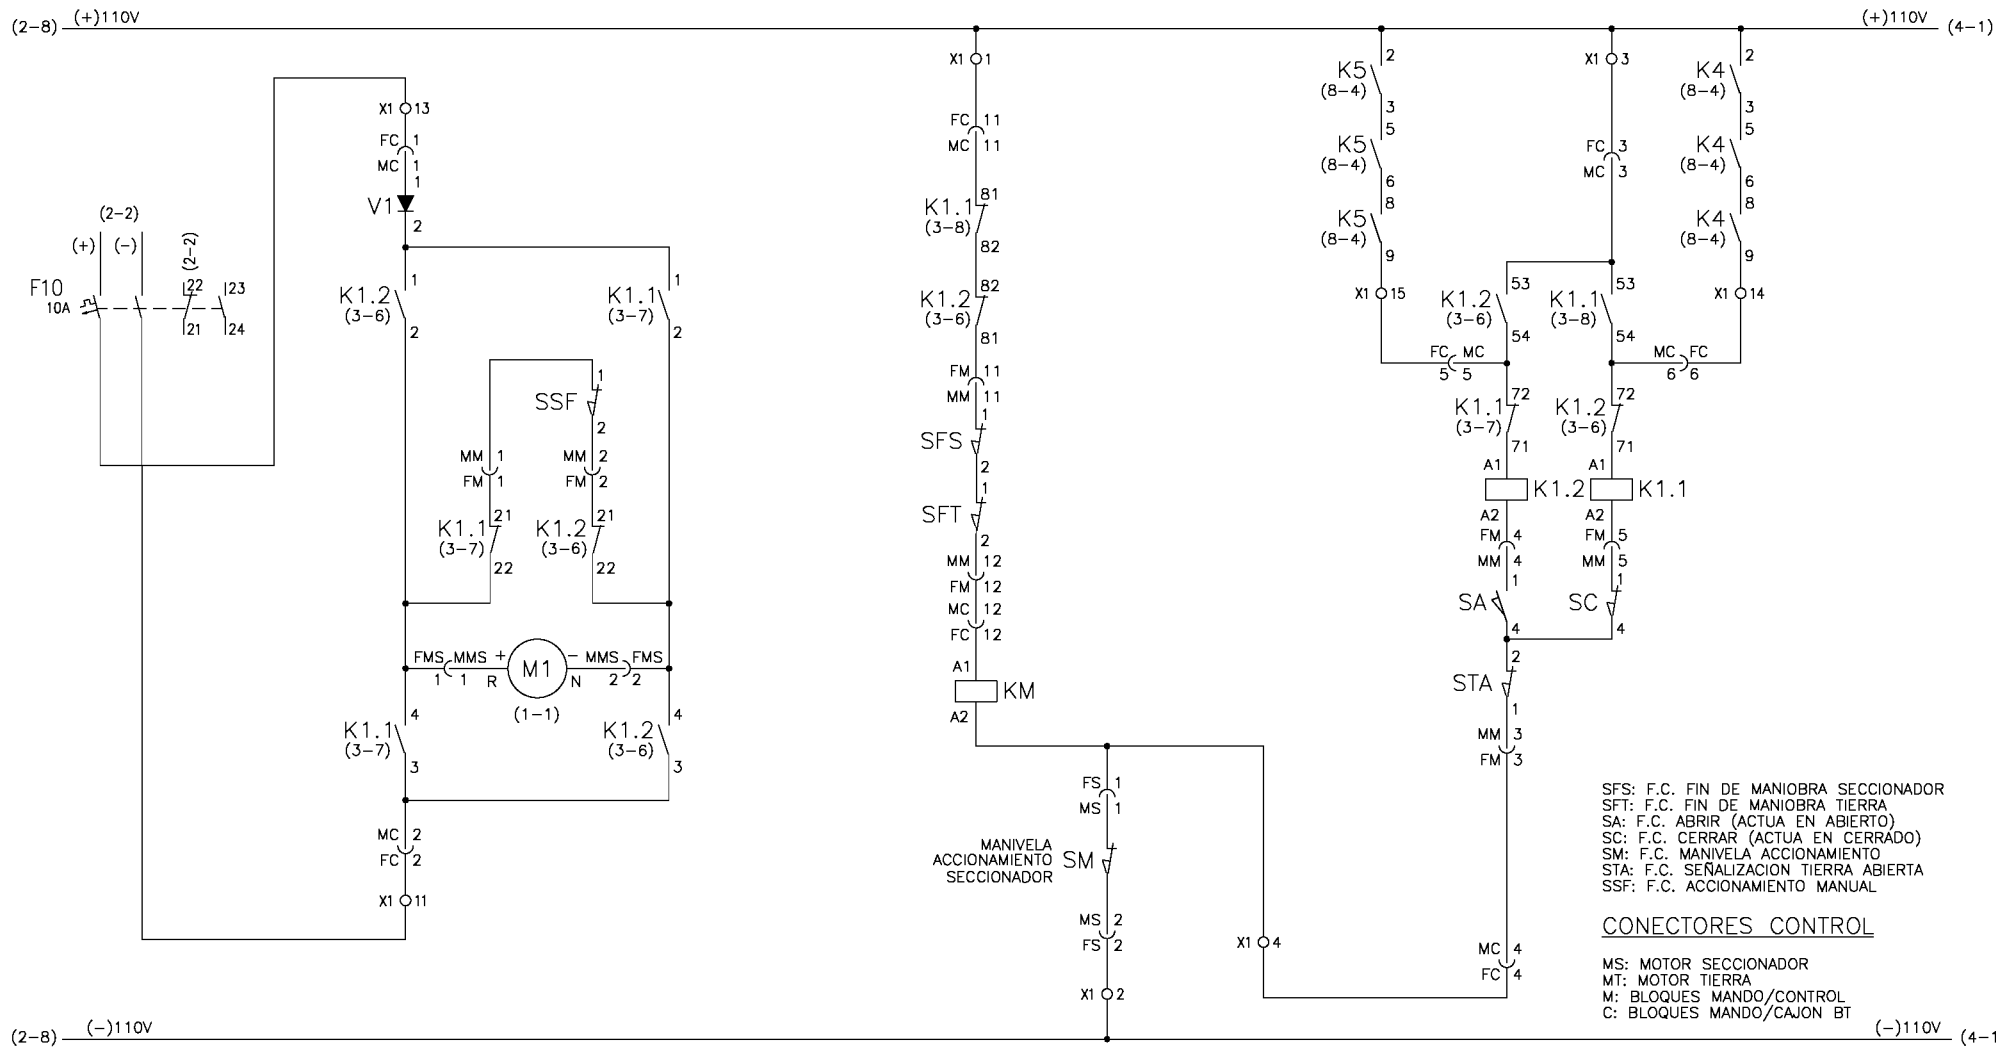 (2-8) (+)110V (+)110V (4-1)
X1 13
FC 1
MC 1
1
V1
2
(2-2)
(+) (-) (2-2)
F10
10A
22 23
21 24
1
K1.2
(3-6)
2
1
K1.1
(3-7)
2
1
SSF
2
MM 1
FM 1
MM 2
FM 2
21
K1.1
(3-7)
22
21
K1.2
(3-6)
22
FMS MMS + M1 - MMS FMS
1 1 R N 2 2
(1-1)
4
K1.1
(3-7)
3
4
K1.2
(3-6)
3
MC 2
FC 2
X1 11
X1 1
FC 11
MC 11
81
K1.1
(3-8)
82
82
K1.2
(3-6)
81
FM 11
MM 11
1
SFS
2
1
SFT
2
MM 12
FM 12
MC 12
FC 12
A1
KM
A2
FS 1
MS 1
MANIVELA
ACCIONAMIENTO
SECCIONADOR
SM
MS 2
FS 2
X1 2
X1 4
2
K5
(8-4)
3
5
K5
(8-4)
6
8
K5
(8-4)
9
X1 15
X1 3
FC 3
MC 3
2
K4
(8-4)
3
5
K4
(8-4)
6
8
K4
(8-4)
9
X1 14
53
K1.2
(3-6)
54
53
K1.1
(3-8)
54
FC MC
5 5
MC FC
6 6
72
K1.1
(3-7)
71
72
K1.2
(3-6)
71
A1
K1.2
A2
A1
K1.1
A2
FM 4
MM 4
FM 5
MM 5
1
SA
4
1
SC
4
2
STA
1
MM 3
FM 3
MC 4
FC 4
SFS: F.C. FIN DE MANIOBRA SECCIONADOR
SFT: F.C. FIN DE MANIOBRA TIERRA
SA: F.C. ABRIR (ACTUA EN ABIERTO)
SC: F.C. CERRAR (ACTUA EN CERRADO)
SM: F.C. MANIVELA ACCIONAMIENTO
STA: F.C. SEÑALIZACION TIERRA ABIERTA
SSF: F.C. ACCIONAMIENTO MANUAL
CONECTORES CONTROL
MS: MOTOR SECCIONADOR
MT: MOTOR TIERRA
M: BLOQUES MANDO/CONTROL
C: BLOQUES MANDO/CAJON BT
(2-8) (-)110V (-)110V (4-1